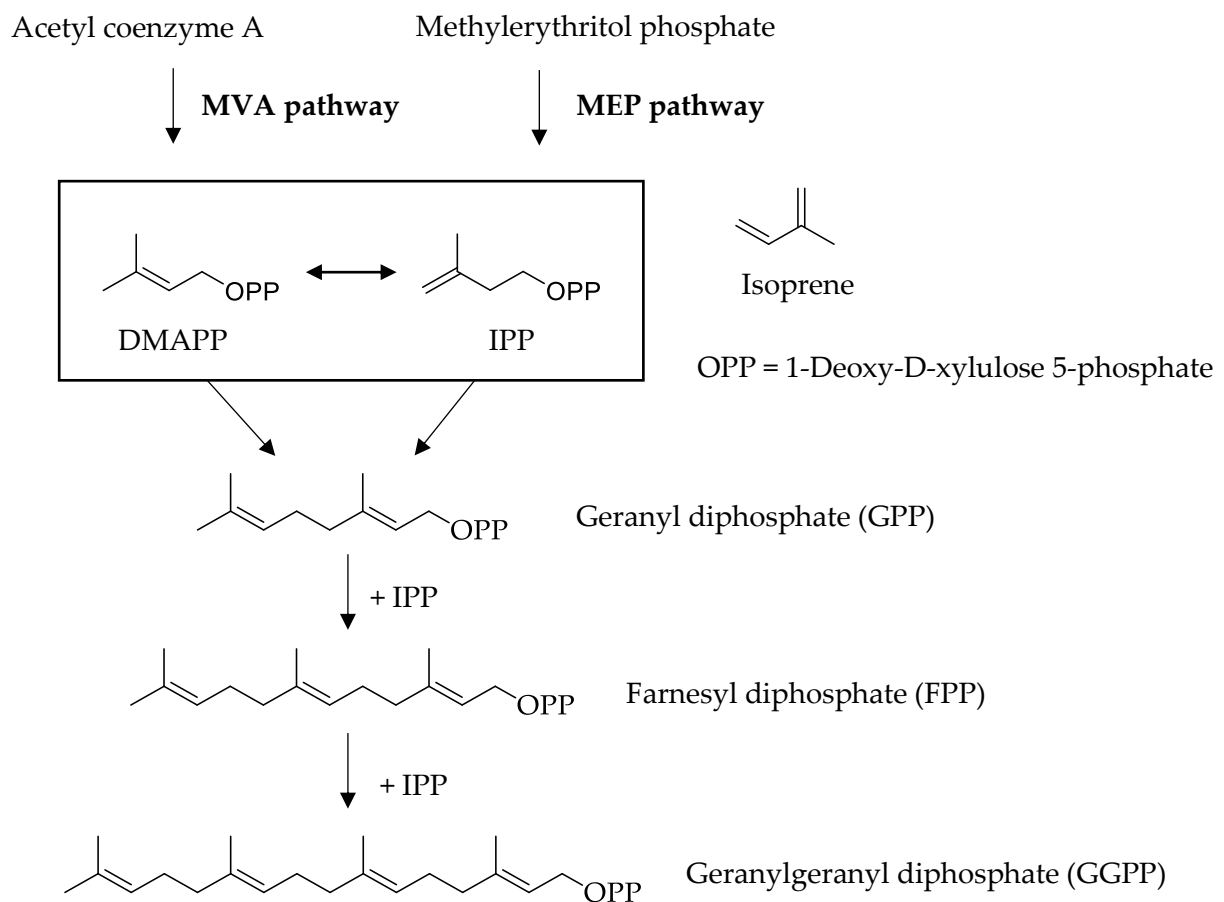 Acetyl coenzyme A
Methylerythritol phosphate
MVA pathway
MEP pathway
OPP
DMAPP
OPP
IPP
Isoprene
OPP = 1-Deoxy-D-xylulose 5-phosphate
OPP
Geranyl diphosphate (GPP)
+ IPP
OPP
Farnesyl diphosphate (FPP)
+ IPP
OPP
Geranylgeranyl diphosphate (GGPP)